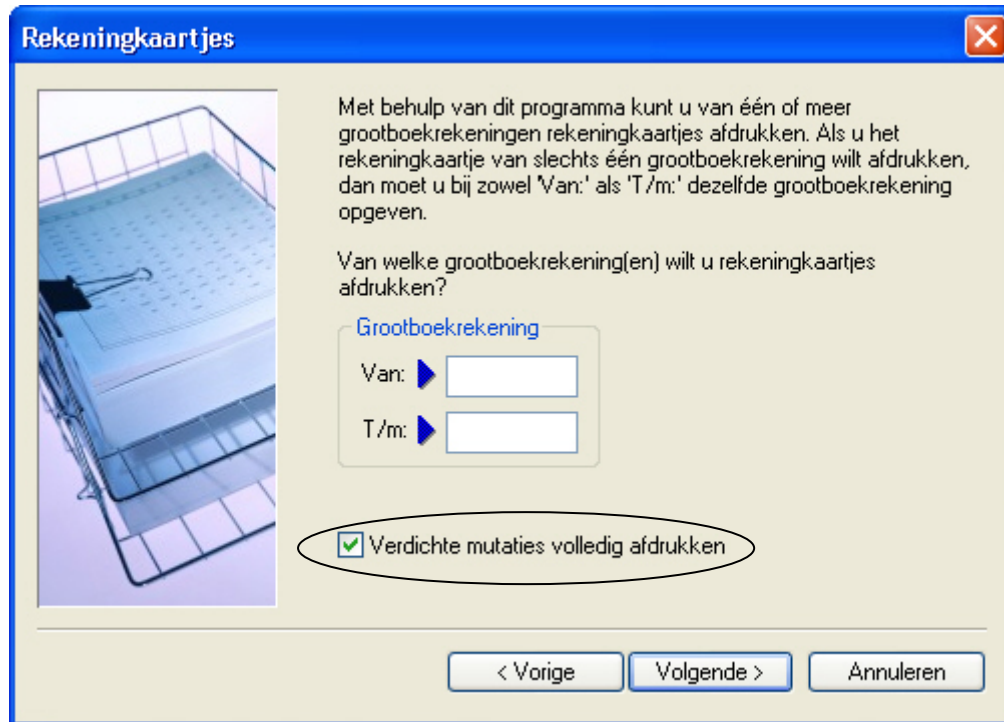 Rekeningkaartjes
Met behulp van dit programma kunt u van één of meer
grootboekrekeningen rekeningkaartjes afdrukken. Als u het
rekeningkaartje van slechts één grootboekrekening wilt afdrukken,
dan moet u bij zowel 'Van:' als 'T/m:' dezelfde grootboekrekening
opgeven.
Van welke grootboekrekening(en) wilt u rekeningkaartjes
afdrukken?
Grootboekrekening
Van:
T/m:
Verdichte mutaties volledig afdrukken
< Vorige
Volgende >
Annuleren